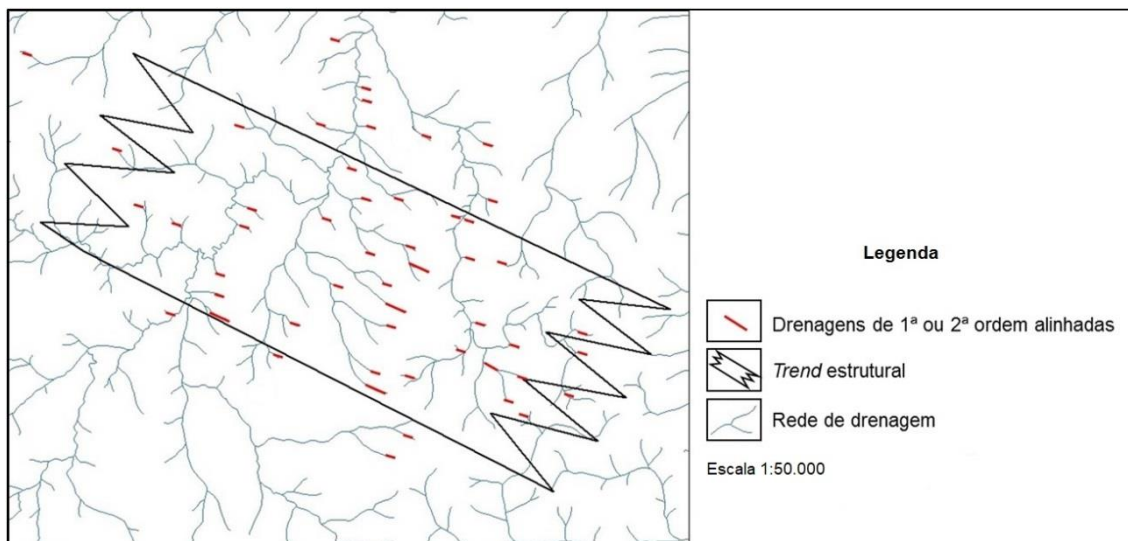 Legenda
Drenagens de 1ª ou 2ª ordem alinhadas
Trend estrutural
Rede de drenagem
Escala 1:50.000